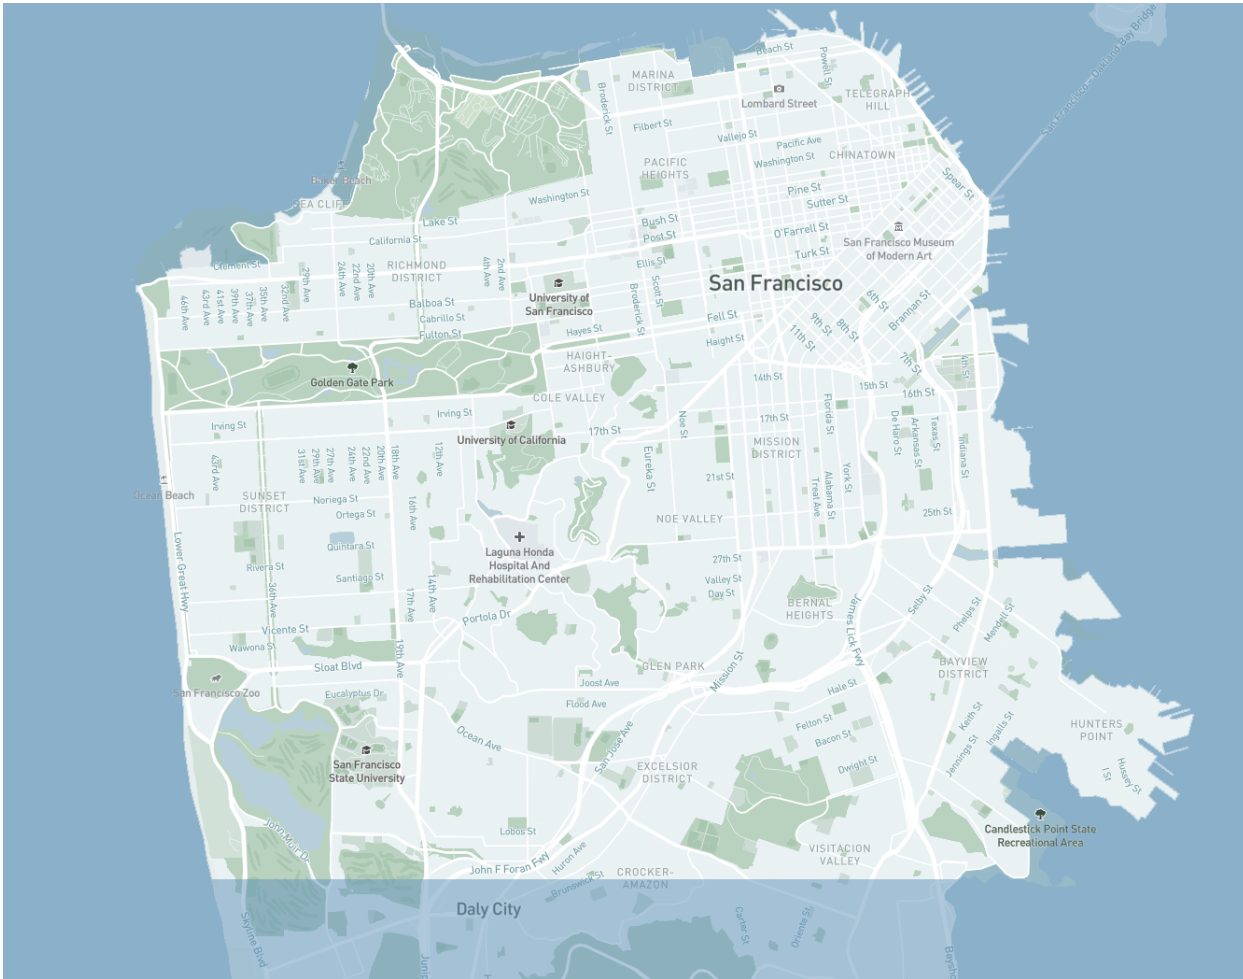 San Francisco - Oakland Bay Bridge
Beach St
Powell St
MARINA
DISTRICT
Broderick St
Lombard Street
TELEGRAPH
HILL
Filbert St
Vallejo St
Pacific Ave
Washington St
CHINATOWN
PACIFIC
HEIGHTS
Baker Beach
SEA CLIFF
Washington St
Pine St
Sutter St
Spear St
Lake St
California St
Bush St
Post St
O'Farrell St
Turk St
San Francisco Museum
of Modern Art
Clement St
RICHMOND
DISTRICT
Ellis St
46th Ave
43rd Ave
41st Ave
39th Ave
37th Ave
35th Ave
32nd Ave
29th Ave
24th Ave
22nd Ave
20th Ave
4th Ave
2nd Ave
University of
San Francisco
Scott St
Broderick St
San Francisco
6th St
Brannan St
Balboa St
Cabrillo St
Fulton St
Hayes St
Fell St
Haight St
11th St
9th St
8th St
7th St
4th St
HAIGHT-
ASHBURY
Golden Gate Park
COLE VALLEY
14th St
15th St
16th St
Irving St
Irving St
University of California
17th St
Noe St
17th St
Florida St
De Haro St
Arkansas St
Texas St
Indiana St
MISSION
DISTRICT
Eureka St
43rd Ave
31st Ave
29th Ave
27th Ave
24th Ave
22nd Ave
20th Ave
18th Ave
12th Ave
16th Ave
21st St
Treat Ave
Alabama St
York St
Ocean Beach
SUNSET
DISTRICT
Noriega St
Ortega St
NOE VALLEY
25th St
Lower Great Hwy
Quintara St
Laguna Honda
Hospital And
Rehabilitation Center
27th St
Rivera St
Santiago St
36th Ave
17th Ave
14th Ave
Valley St
Day St
BERNAL
HEIGHTS
James Lick Fwy
Selby St
Phelps St
Mendell St
Portola Dr
Vicente St
Wawona St
19th Ave
Sloat Blvd
GLEN PARK
Mission St
BAYVIEW
DISTRICT
San Francisco Zoo
Eucalyptus Dr
Joost Ave
Flood Ave
Hale St
Felton St
Bacon St
Dwight St
Keith St
Ingalls St
Jennings St
HUNTERS
POINT
Hussey St
I St
Ocean Ave
San Jose Ave
San Francisco
State University
EXCELSIOR
DISTRICT
John Muir Dr
Lobos St
Candlestick Point State
Recreational Area
VISITACION
VALLEY
John F Foran Fwy
Huron Ave
Brunswick St
CROCKER-
AMAZON
Daly City
Skyline Blvd
Carter St
Oriente St